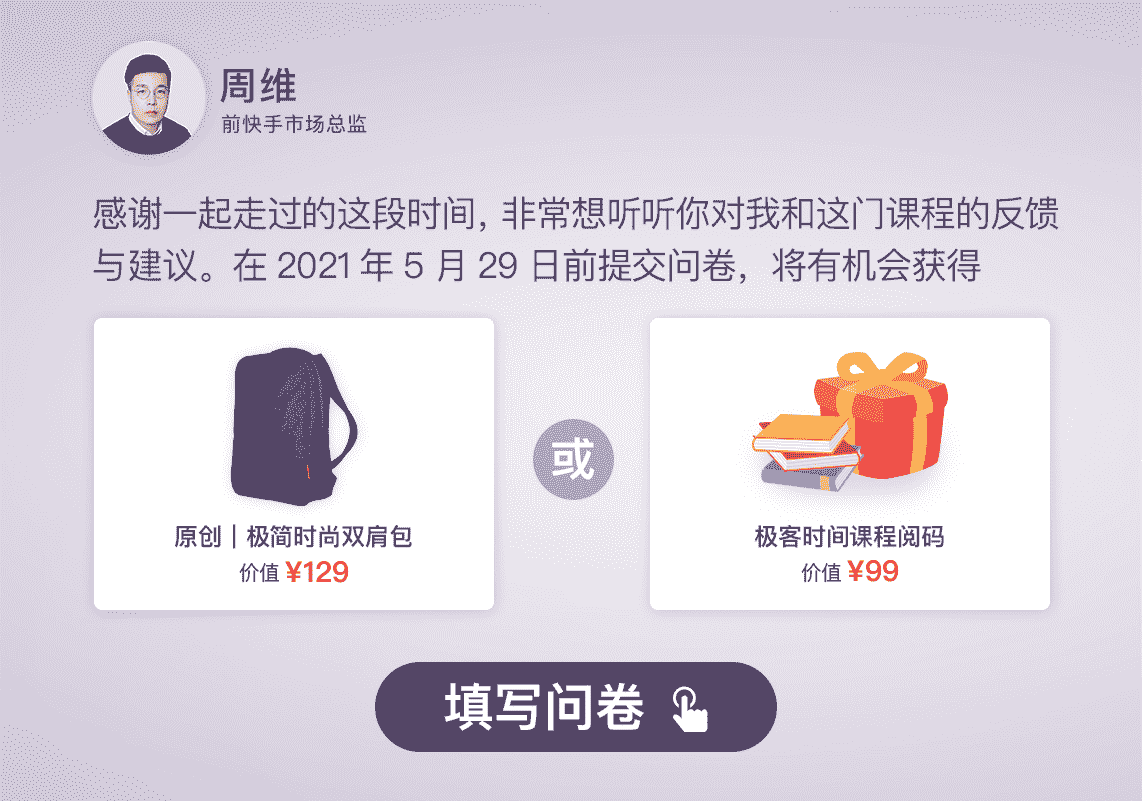 周维
前快手市场总监
感谢一起走过的这段时间，非常想听听你对我和这门课程的反馈
与建议。在 2021 年 5 月 29 日前提交问卷，将有机会获得
原创｜极简时尚双肩包
价值 ¥129
或
极客时间课程阅码
价值 ¥99
填写问卷